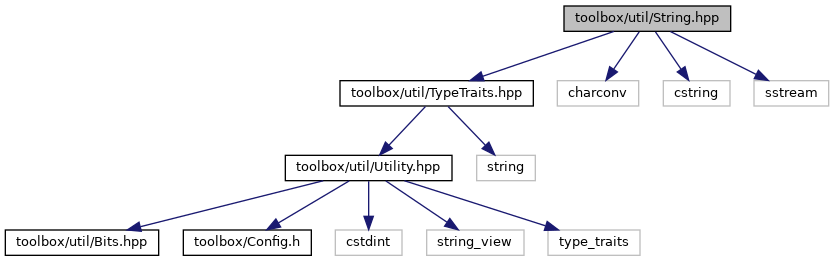 toolbox/util/String.hpp
toolbox/util/TypeTraits.hpp
charconv
cstring
sstream
toolbox/util/Utility.hpp
string
toolbox/util/Bits.hpp
toolbox/Config.h
cstdint
string_view
type_traits